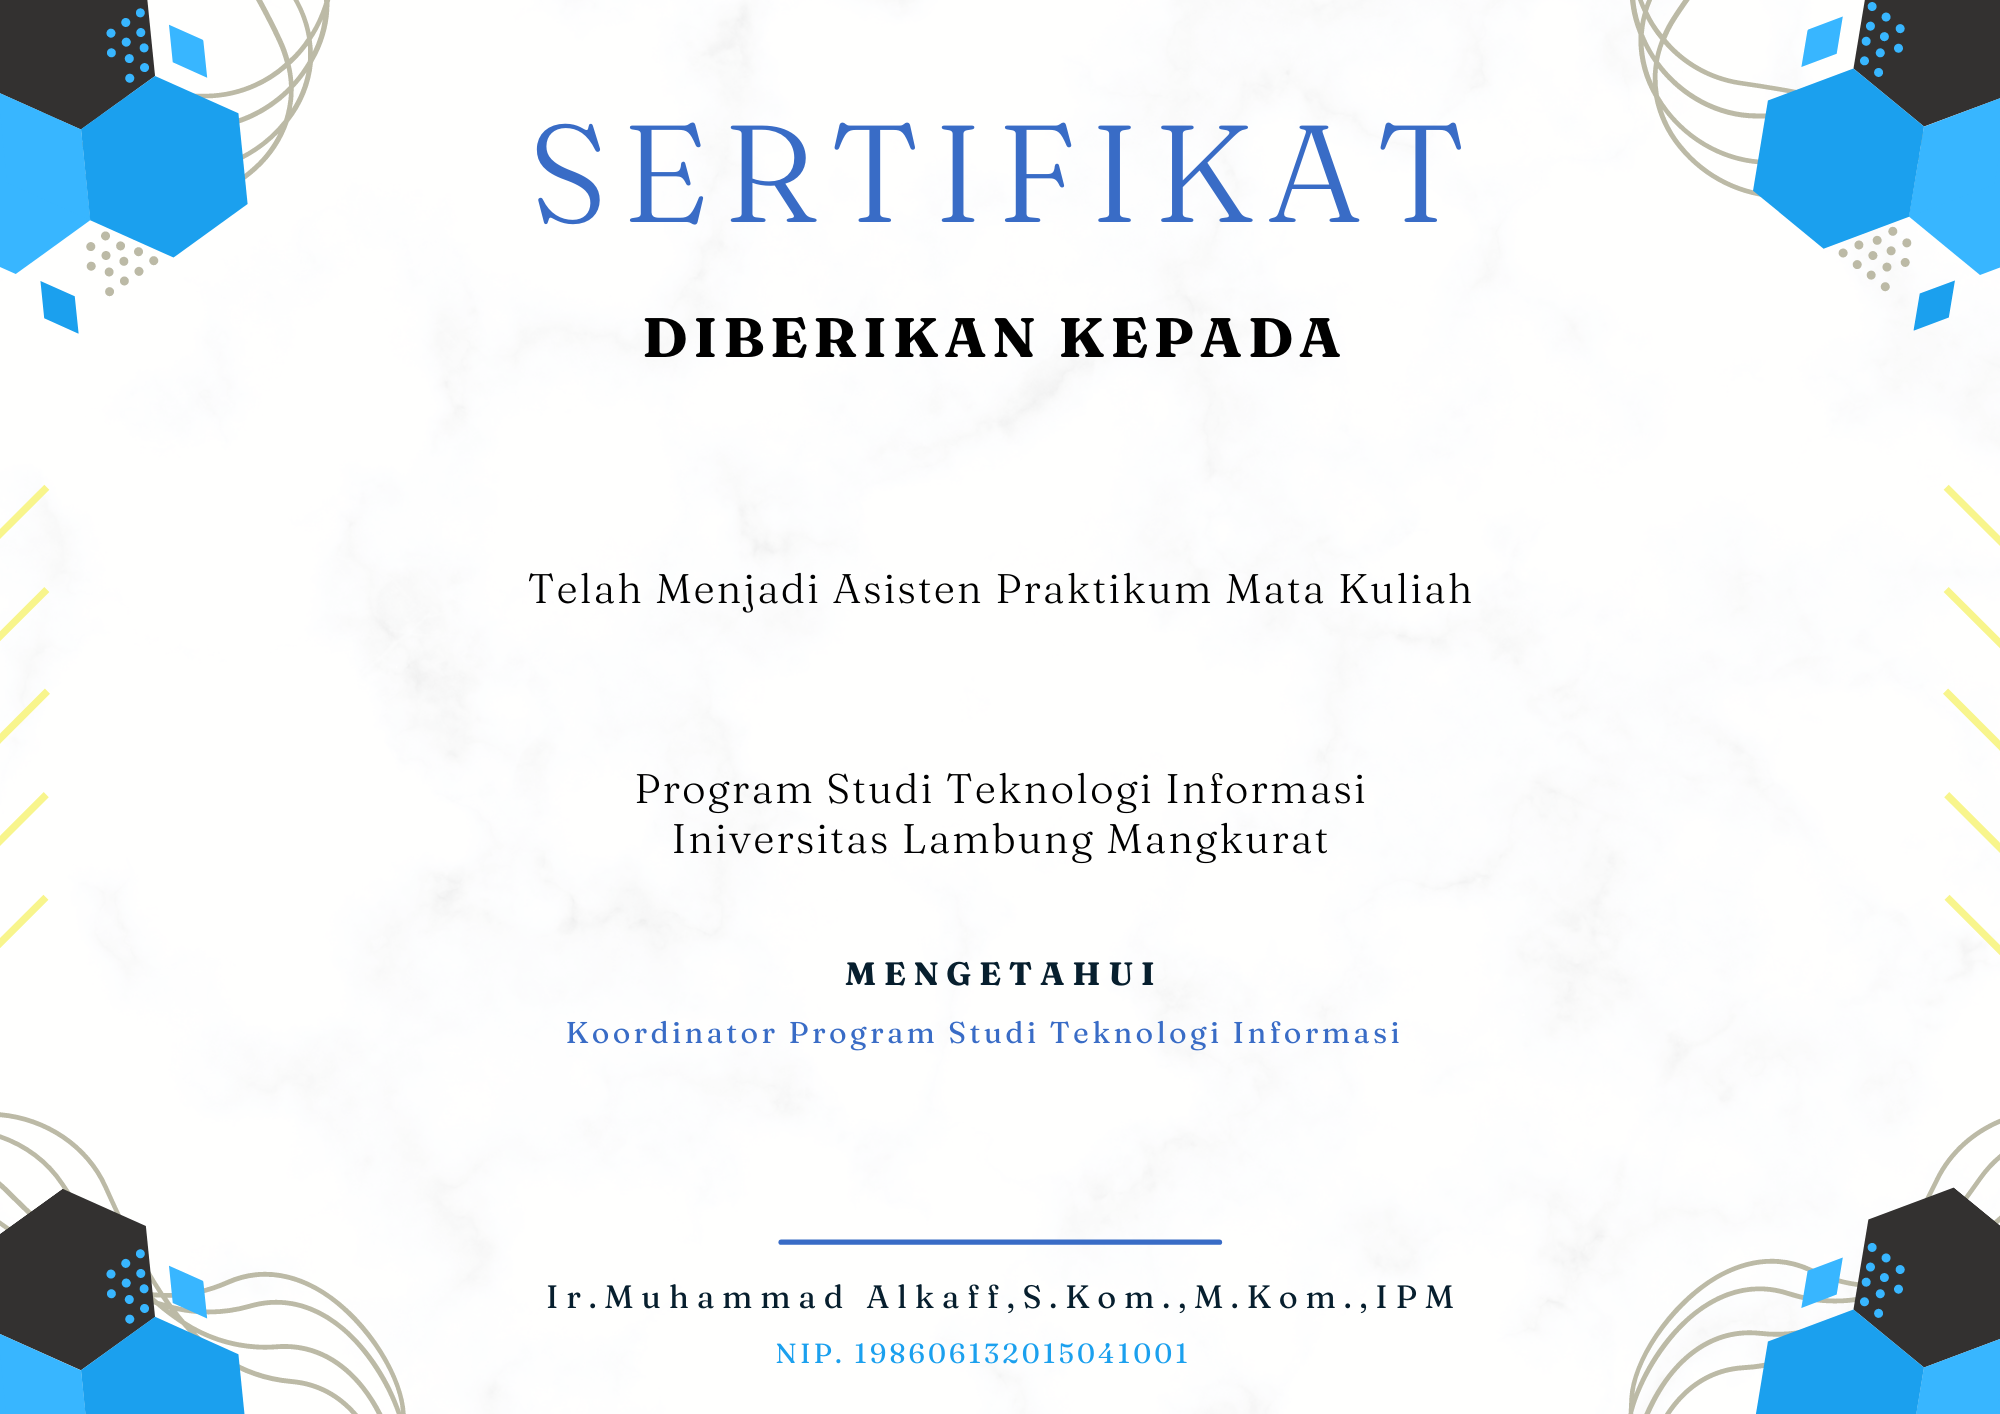 SERTIFIKAT
DIBERIKAN KEPADA
Telah Menjadi Asisten Praktikum Mata Kuliah
Program Studi Teknologi Informasi
Iniversitas Lambung Mangkurat
MENGETAHUI
Koordinator Program Studi Teknologi Informasi
Ir.Muhammad Alkaff,S.Kom.,M.Kom.,IPM
NIP. 198606132015041001